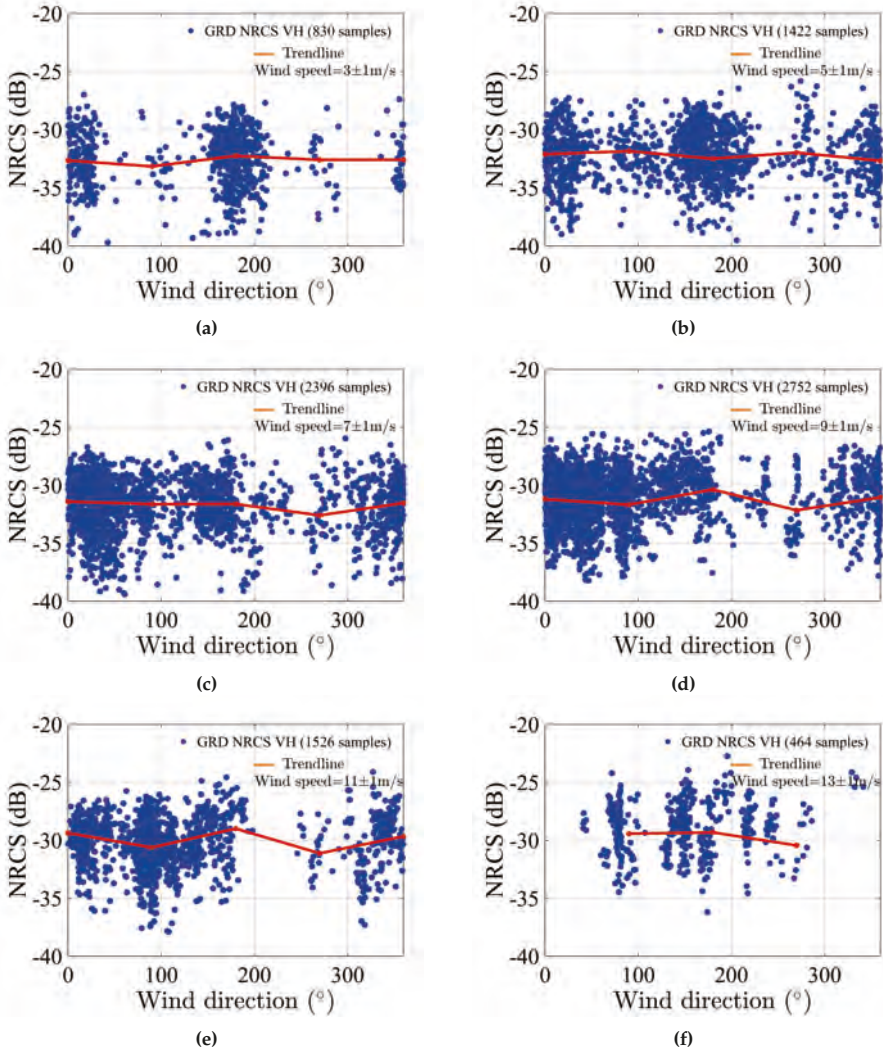 -20
GRD NRCS VH (830 samples)
Trendline
Wind speed=3±1m/s
-25
-30
-35
-40
NRCS (dB)
0 100 200 300
Wind direction (°)
(a)
-20
GRD NRCS VH (1422 samples)
Trendline
Wind speed=5±1m/s
-25
-30
-35
-40
NRCS (dB)
0 100 200 300
Wind direction (°)
(b)
-20
GRD NRCS VH (2396 samples)
Trendline
Wind speed=7±1m/s
-25
-30
-35
-40
NRCS (dB)
0 100 200 300
Wind direction (°)
(c)
-20
GRD NRCS VH (2752 samples)
Trendline
Wind speed=9±1m/s
-25
-30
-35
-40
NRCS (dB)
0 100 200 300
Wind direction (°)
(d)
-20
GRD NRCS VH (1526 samples)
Trendline
Wind speed=11±1m/s
-25
-30
-35
-40
NRCS (dB)
0 100 200 300
Wind direction (°)
(e)
-20
GRD NRCS VH (464 samples)
Trendline
Wind speed=13±1m/s
-25
-30
-35
-40
NRCS (dB)
0 100 200 300
Wind direction (°)
(f)